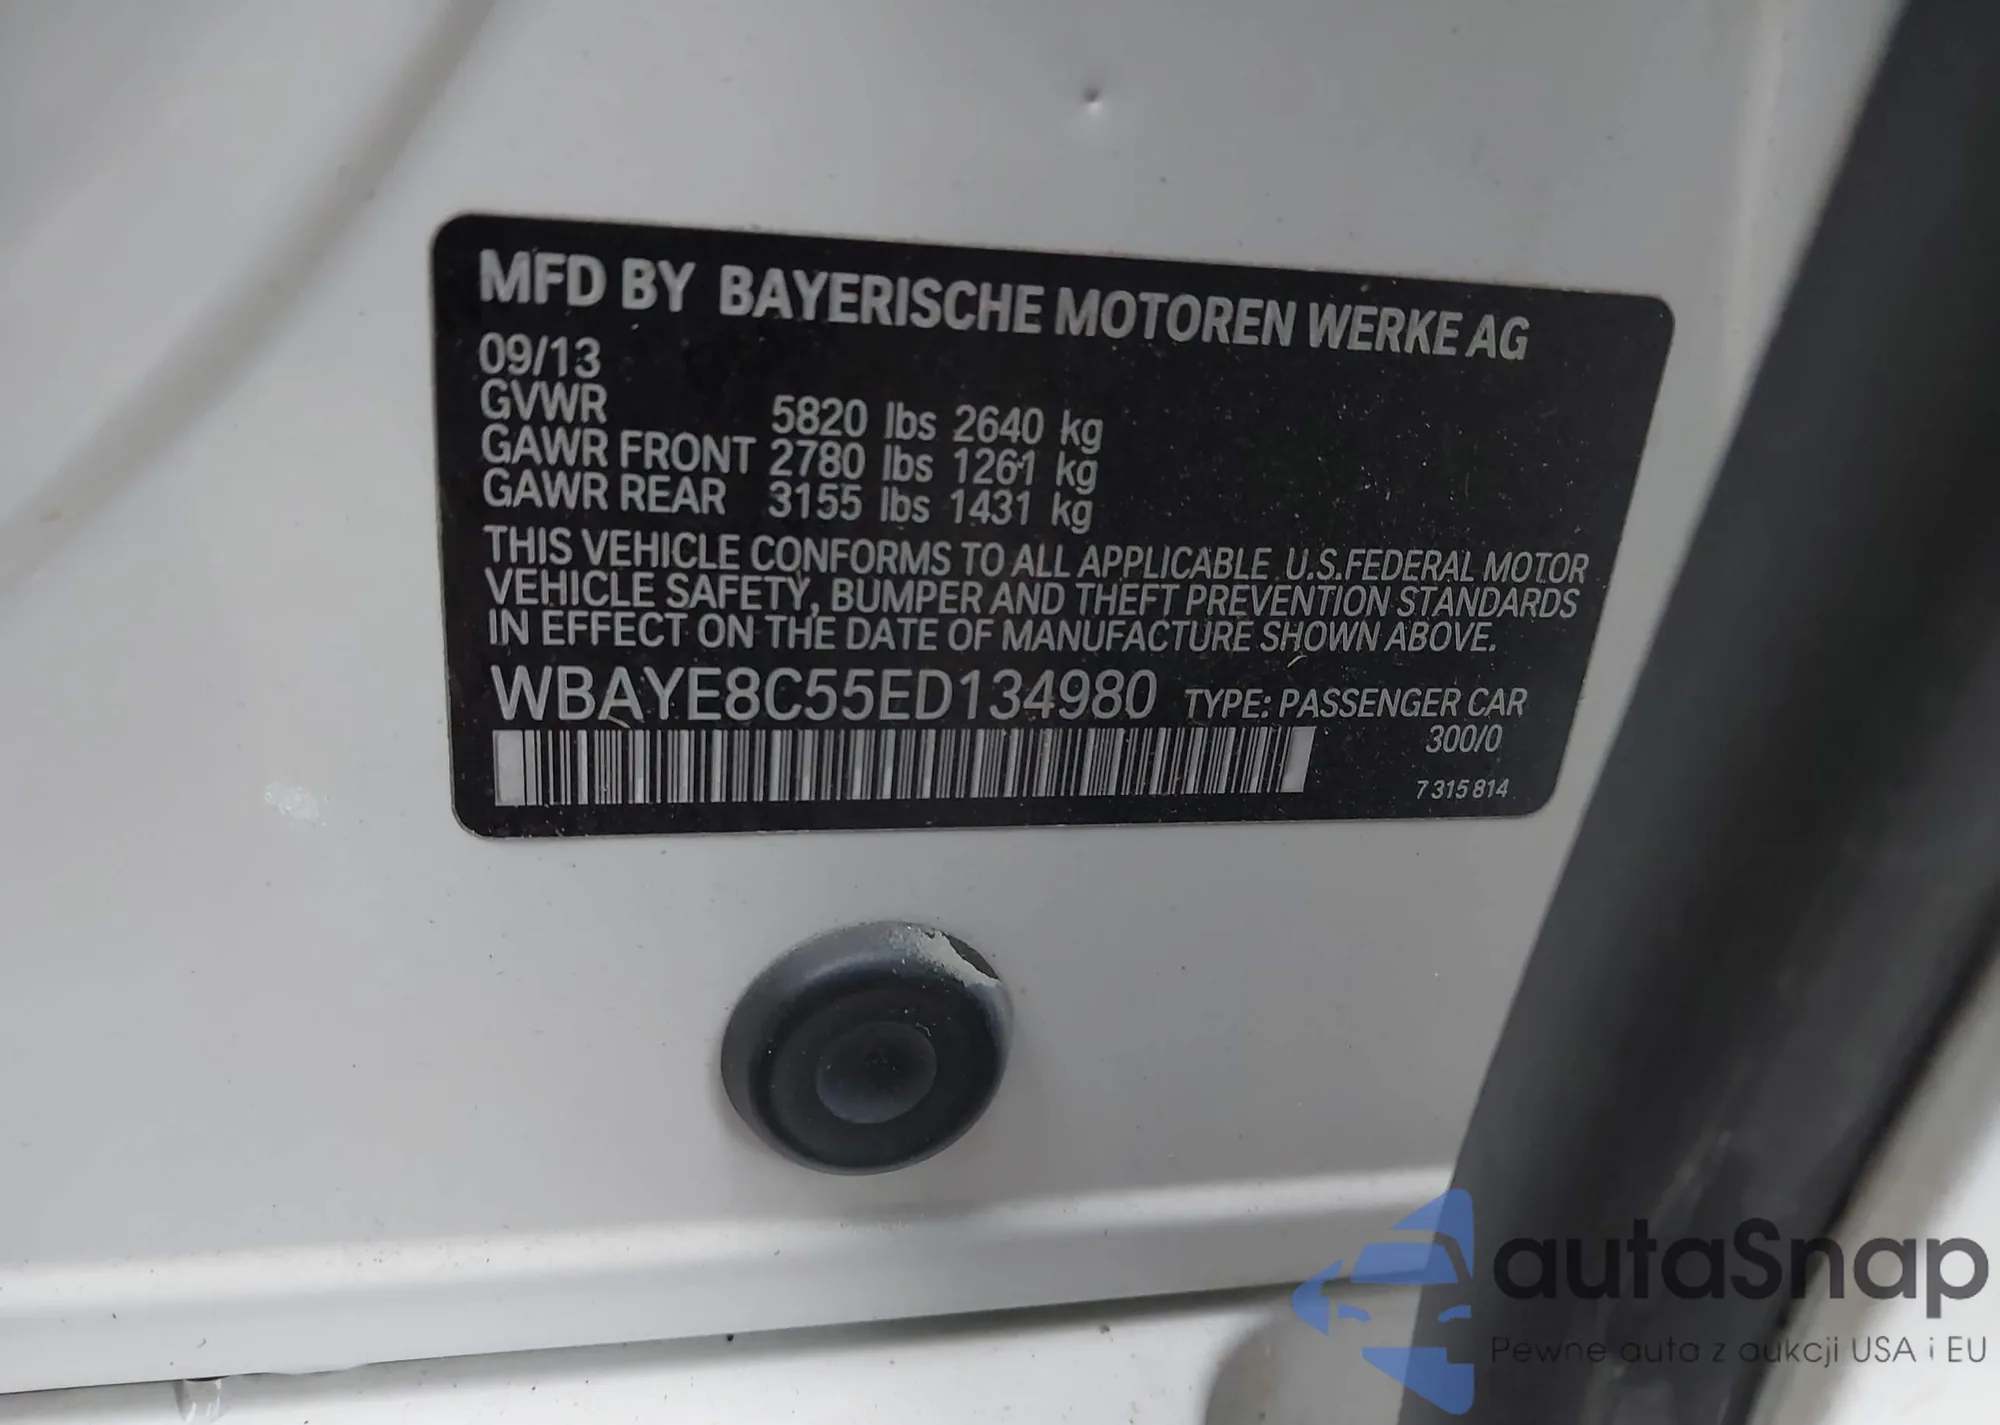 MFD BY BAYERISCHE MOTOREN WERKE AG
09/13
GVWR 5820 lbs 2640 kg
GAWR FRONT 2780 lbs 1261 kg
GAWR REAR 3155 lbs 1431 kg
THIS VEHICLE CONFORMS TO ALL APPLICABLE U.S.FEDERAL MOTOR
VEHICLE SAFETY, BUMPER AND THEFT PREVENTION STANDARDS
IN EFFECT ON THE DATE OF MANUFACTURE SHOWN ABOVE.
WBAYE8C55ED134980 TYPE: PASSENGER CAR
300/0
7 315 814
autaSnap
Pewne auta z aukcji USA i EU